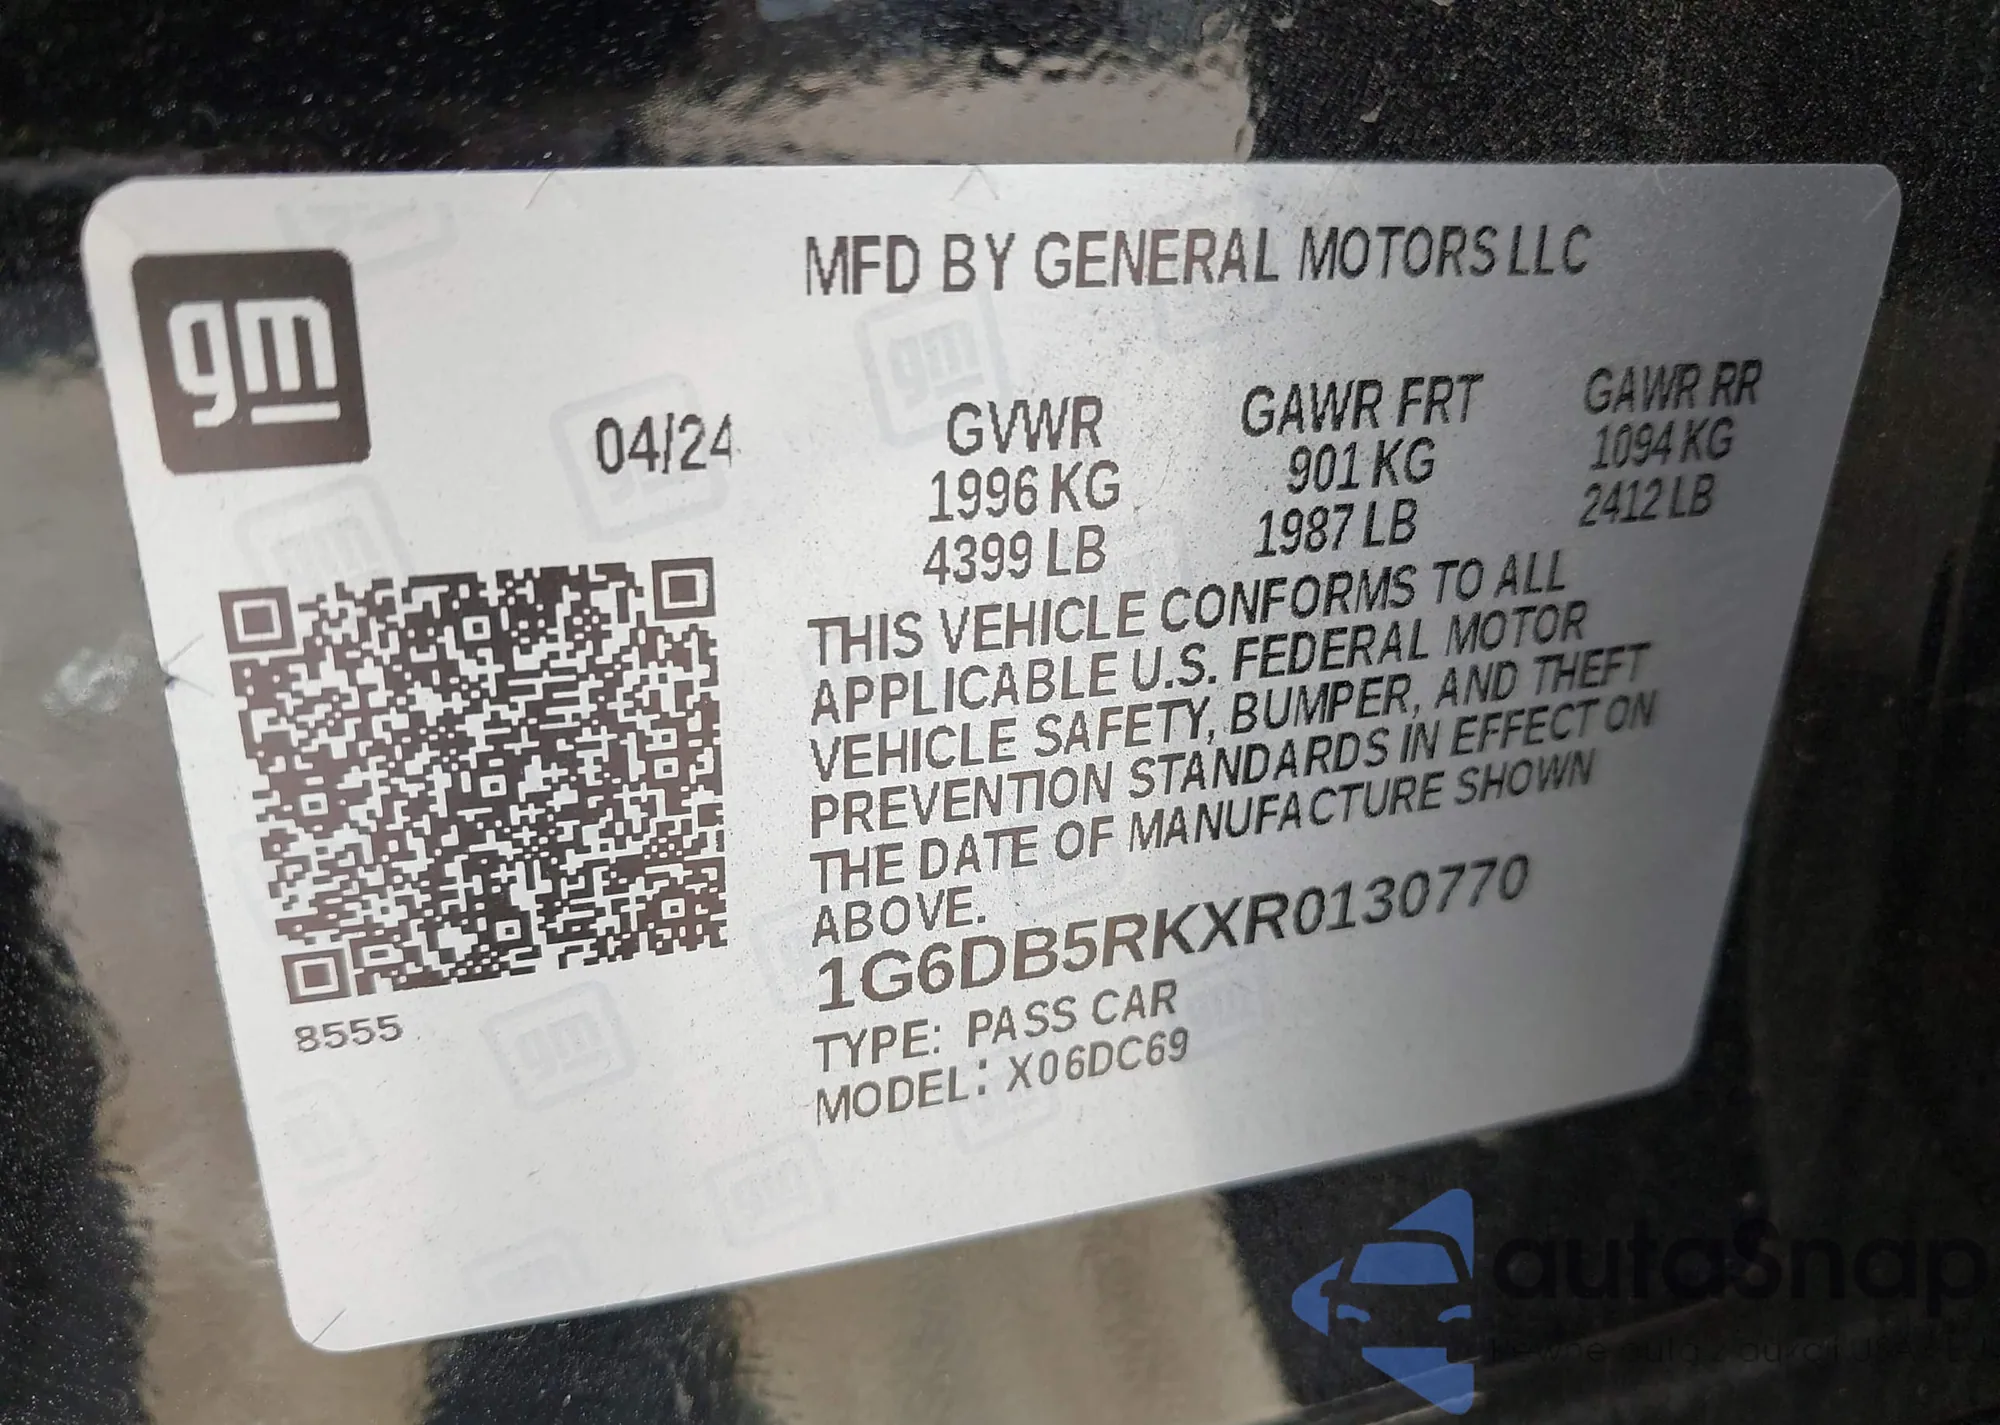 gm
MFD BY GENERAL MOTORS LLC
04/24
GVWR GAWR FRT GAWR RR
1996 KG 901 KG 1094 KG
4399 LB 1987 LB 2412 LB
THIS VEHICLE CONFORMS TO ALL
APPLICABLE U.S. FEDERAL MOTOR
VEHICLE SAFETY, BUMPER, AND THEFT
PREVENTION STANDARDS IN EFFECT ON
THE DATE OF MANUFACTURE SHOWN
ABOVE.
1G6DB5RKXR0130770
TYPE: PASS CAR
MODEL: X06DC69
8555
autaSnap